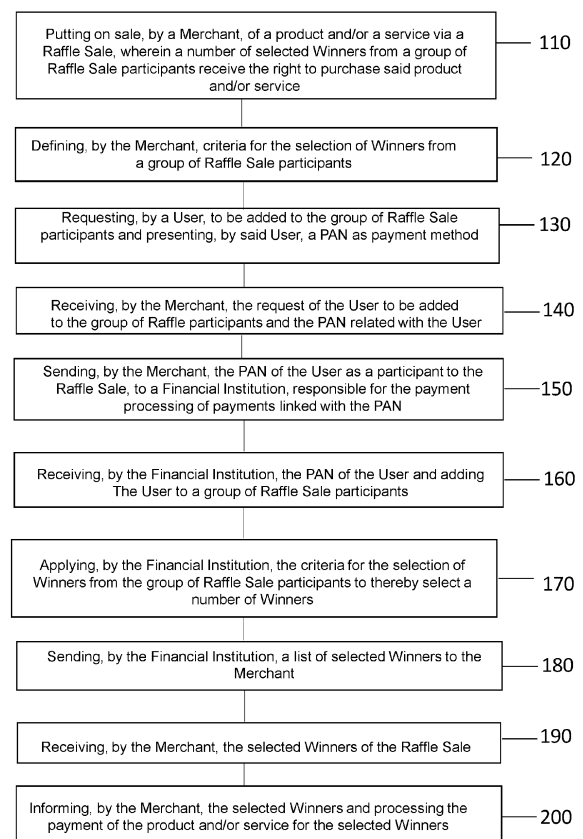 Putting on sale, by a Merchant, of a product and/or a service via a
Raffle Sale, wherein a number of selected Winners from a group of
Raffle Sale participants receive the right to purchase said product
and/or service
110
Defining, by the Merchant, criteria for the selection of Winners from
a group of Raffle Sale participants
120
Requesting, by a User, to be added to the group of Raffle Sale
participants and presenting, by said User, a PAN as payment method
130
Receiving, by the Merchant, the request of the User to be added
to the group of Raffle participants and the PAN related with the User
140
Sending, by the Merchant, the PAN of the User as a participant to the
Raffle Sale, to a Financial Institution, responsible for the payment
processing of payments linked with the PAN
150
Receiving, by the Financial Institution, the PAN of the User and adding
The User to a group of Raffle Sale participants
160
Applying, by the Financial Institution, the criteria for the selection of
Winners from the group of Raffle Sale participants to thereby select a
number of Winners
170
Sending, by the Financial Institution, a list of selected Winners to the
Merchant
180
Receiving, by the Merchant, the selected Winners of the Raffle Sale
190
Informing, by the Merchant, the selected Winners and processing the
payment of the product and/or service for the selected Winners
200